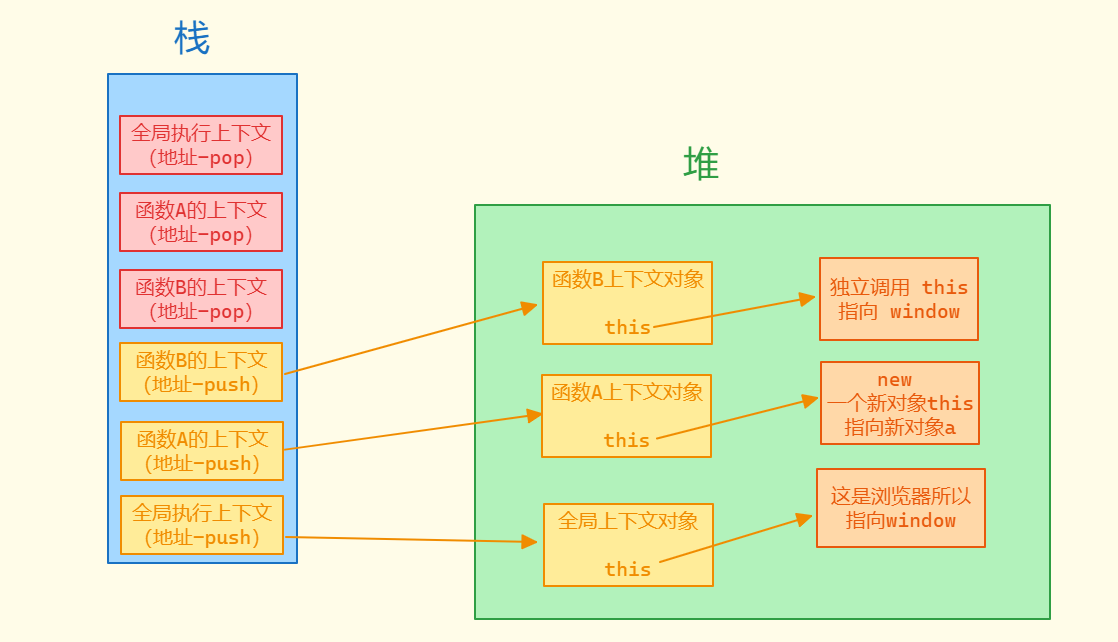 栈
全局执行上下文
(地址-pop)
函数A的上下文
(地址-pop)
函数B的上下文
(地址-pop)
函数B的上下文
(地址-push)
函数A的上下文
(地址-push)
全局执行上下文
(地址-push)
堆
函数B上下文对象
this
独立调用 this
指向 window
函数A上下文对象
this
new
一个新对象this
指向新对象a
全局上下文对象
this
这是浏览器所以
指向window